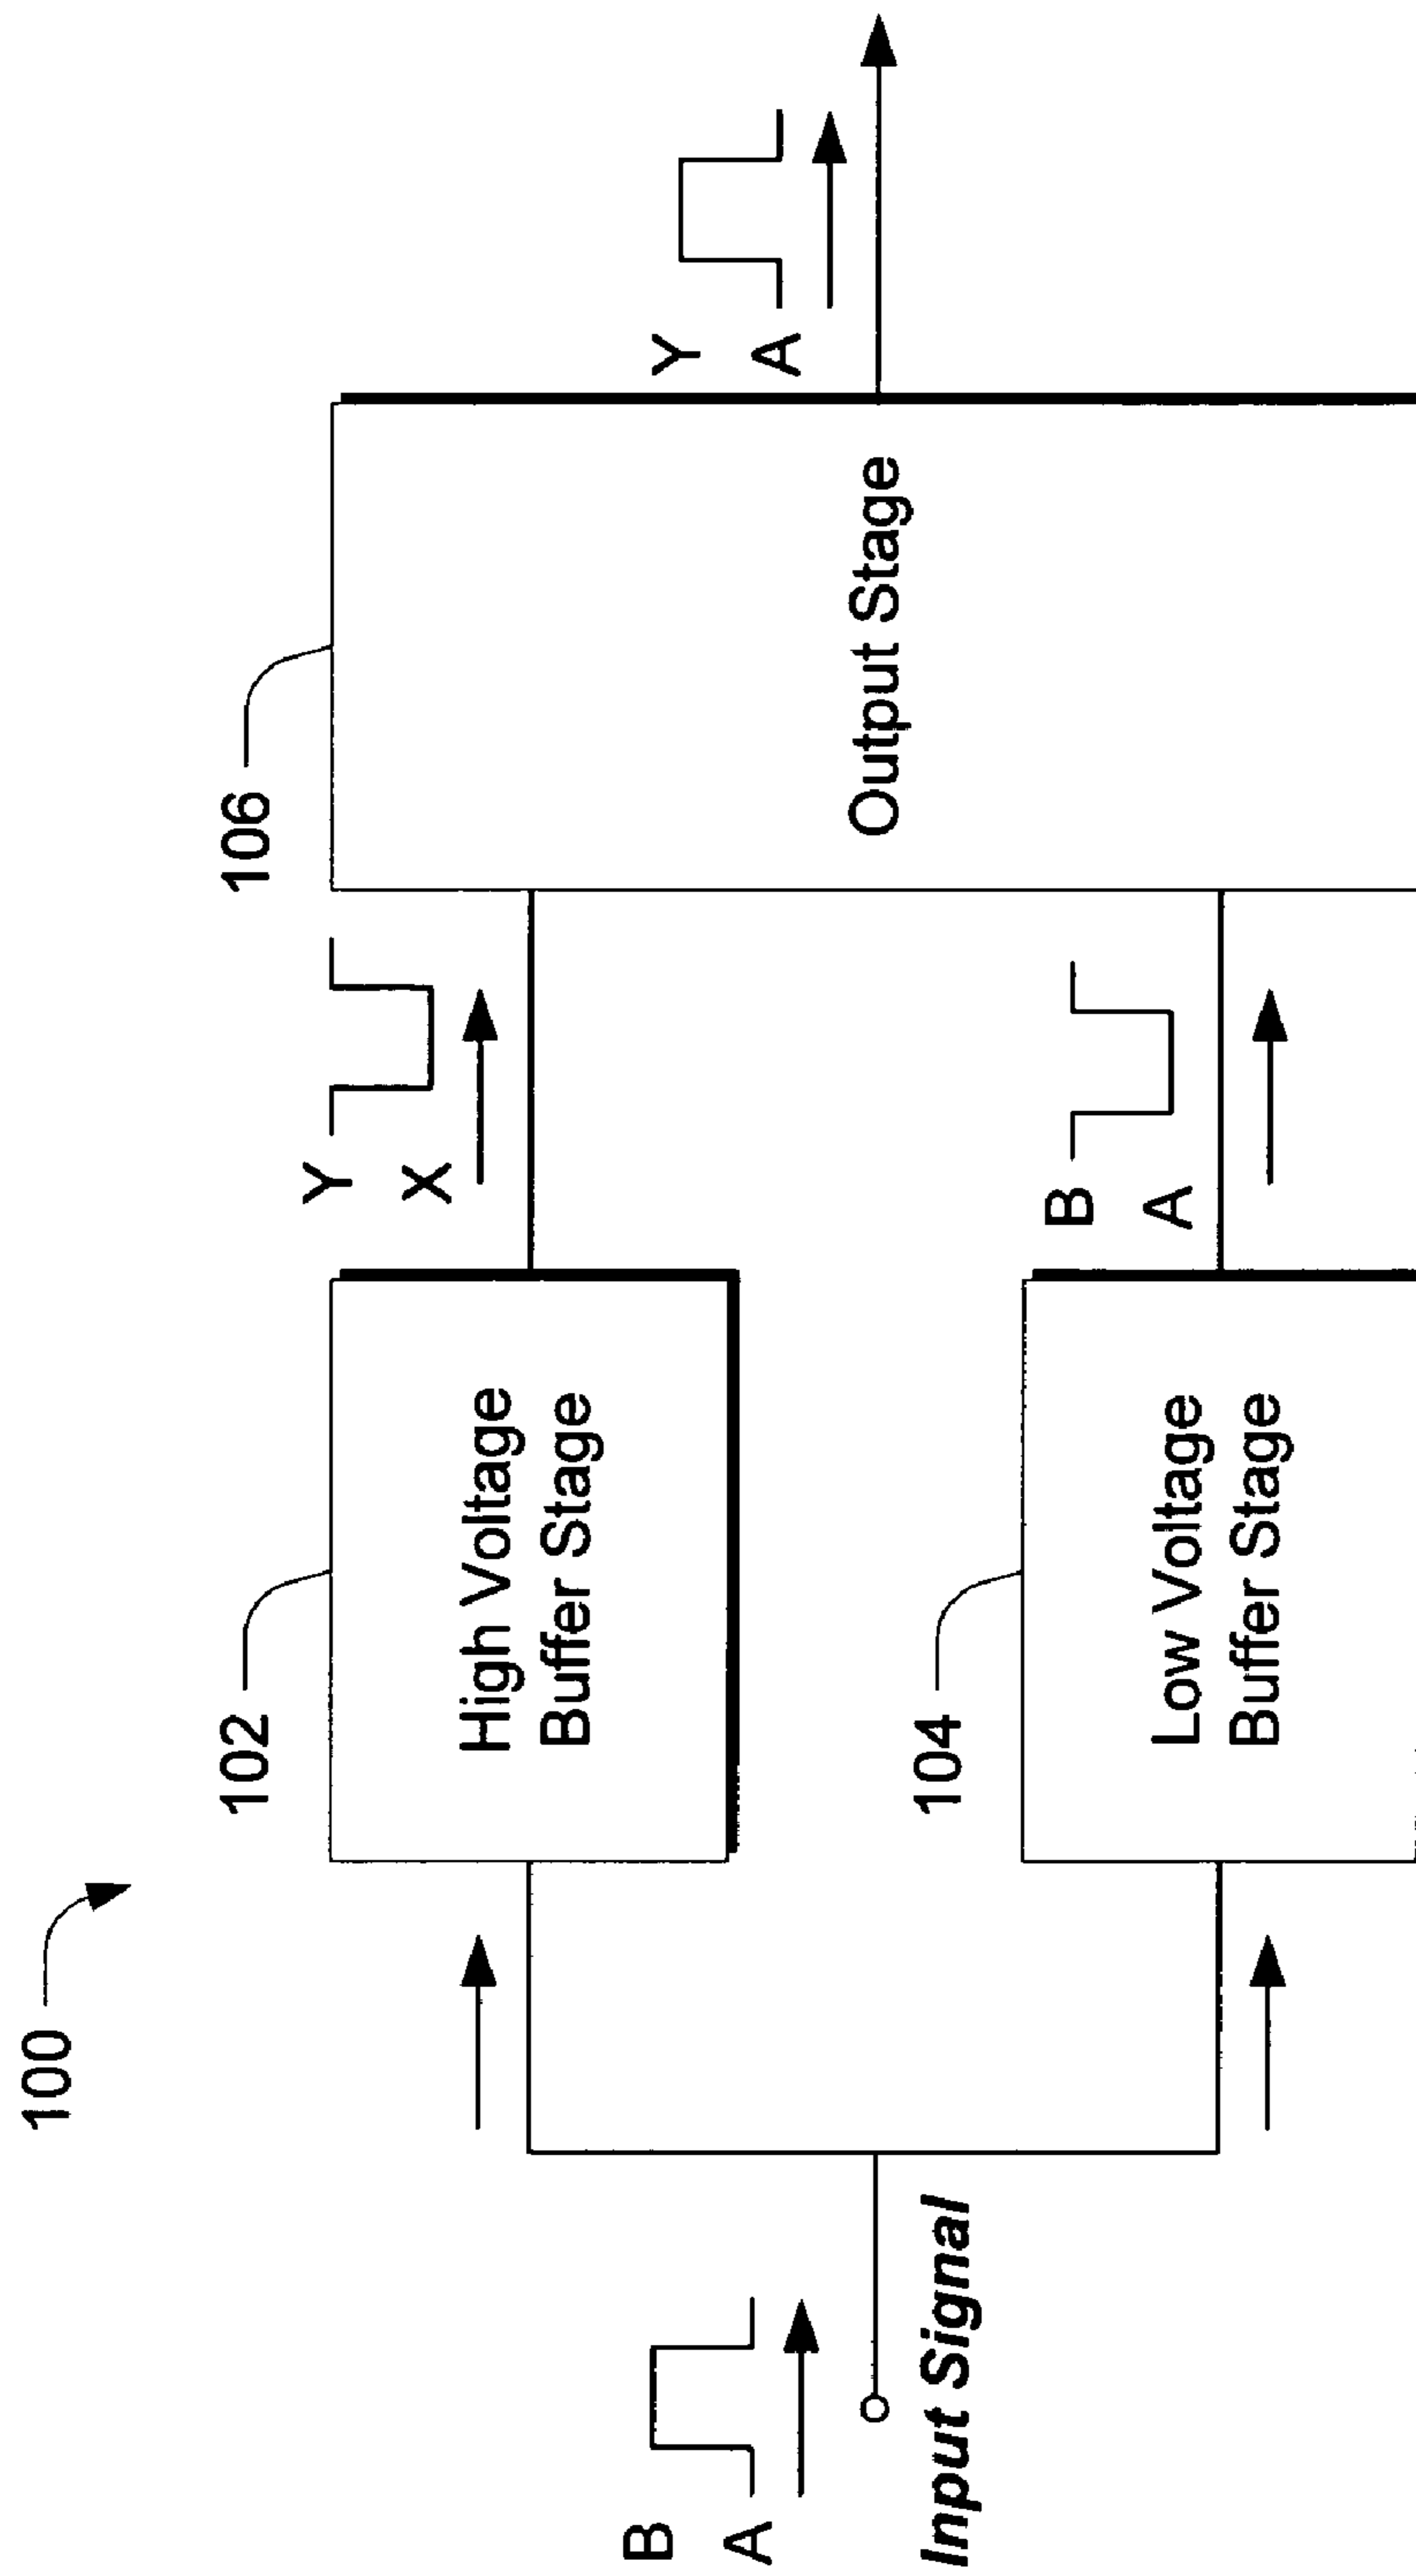 100
102
106
High Voltage
Buffer Stage
Y
X
Output Stage
Y
A
B
A
Input Signal
104
Low Voltage
Buffer Stage
B
A